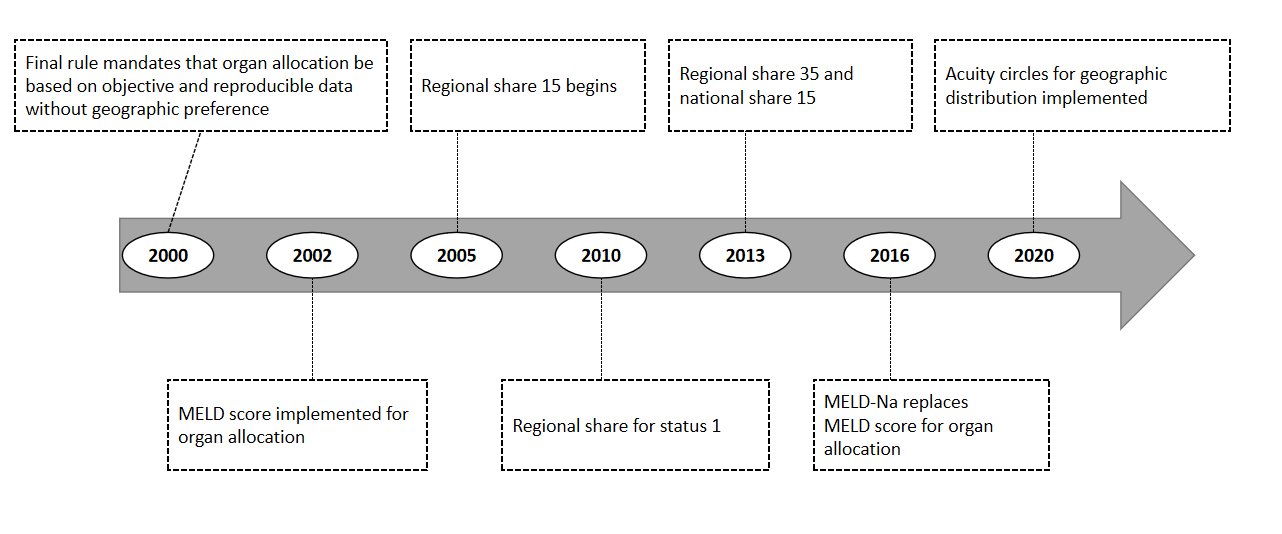 Final rule mandates that organ allocation be
based on objective and reproducible data
without geographic preference
Regional share 15 begins
Regional share 35 and
national share 15
Acuity circles for geographic
distribution implemented
2000
2002
2005
2010
2013
2016
2020
MELD score implemented for
organ allocation
Regional share for status 1
MELD-Na replaces
MELD score for organ
allocation